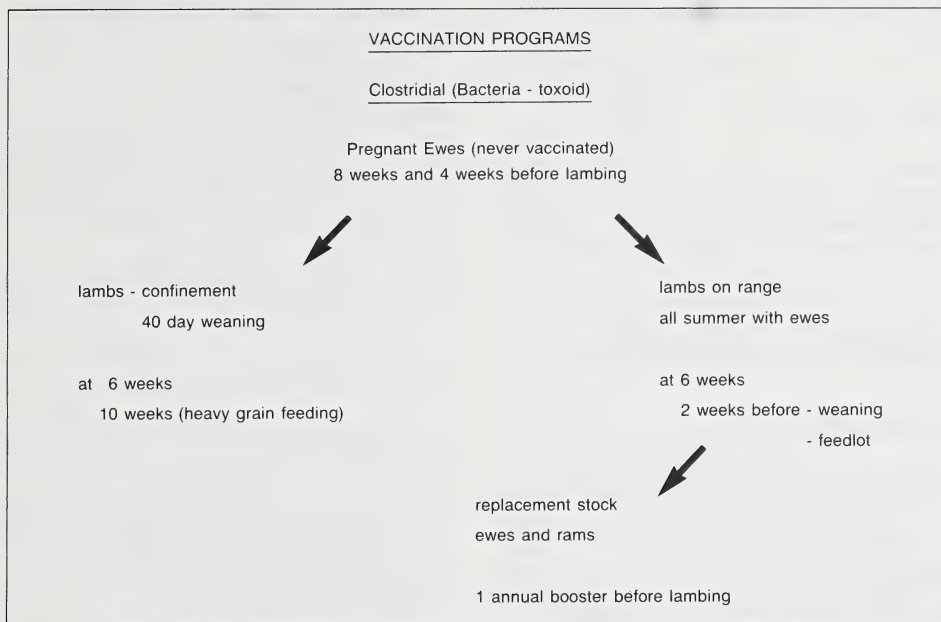 VACCINATION PROGRAMS
Clostridial (Bacteria - toxoid)
Pregnant Ewes (never vaccinated)
8 weeks and 4 weeks before lambing
lambs - confinement
40 day weaning
at 6 weeks
10 weeks (heavy grain feeding)
lambs on range
all summer with ewes
at 6 weeks
2 weeks before - weaning
- feedlot
replacement stock
ewes and rams
1 annual booster before lambing